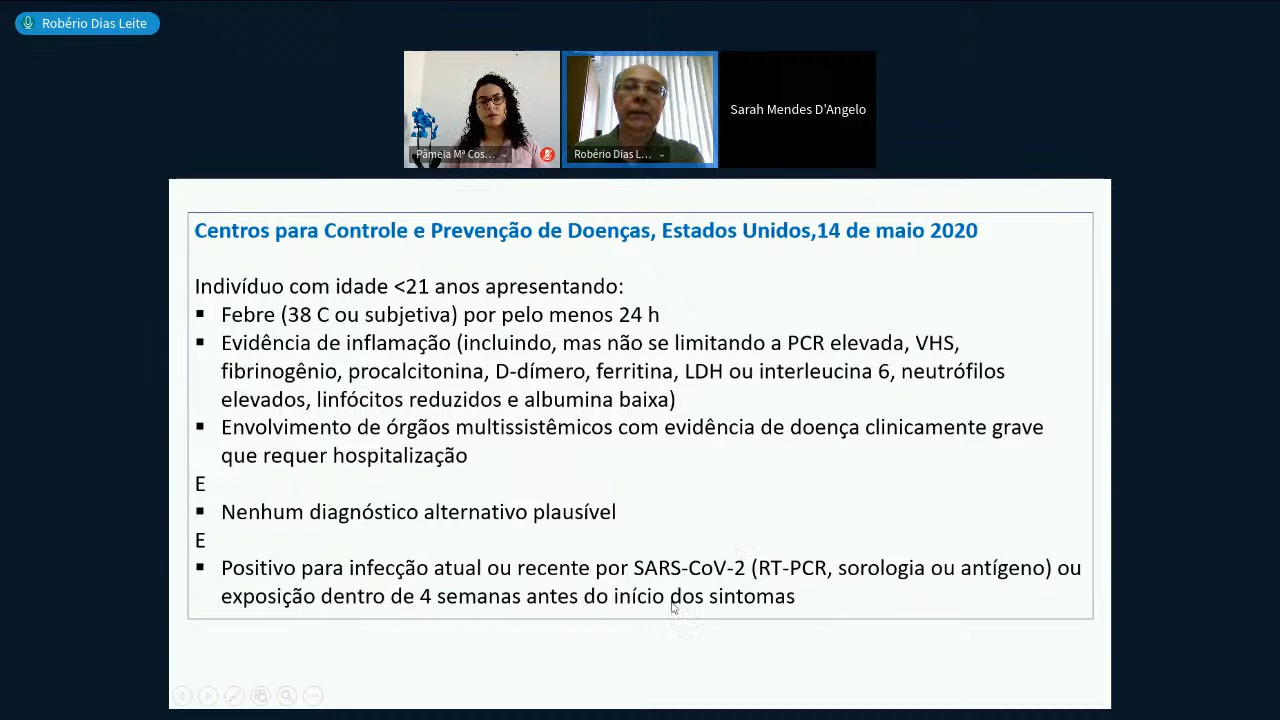 Robério Dias Leite
Pâmela Mª Cos...
Robério Dias L...
Sarah Mendes D'Angelo
Centros para Controle e Prevenção de Doenças, Estados Unidos,14 de maio 2020
Indivíduo com idade <21 anos apresentando:
▪ Febre (38 C ou subjetiva) por pelo menos 24 h
▪ Evidência de inflamação (incluindo, mas não se limitando a PCR elevada, VHS,
fibrinogênio, procalcitonina, D-dímero, ferritina, LDH ou interleucina 6, neutrófilos
elevados, linfócitos reduzidos e albumina baixa)
▪ Envolvimento de órgãos multissistêmicos com evidência de doença clinicamente grave
que requer hospitalização
E
▪ Nenhum diagnóstico alternativo plausível
E
▪ Positivo para infecção atual ou recente por SARS-CoV-2 (RT-PCR, sorologia ou antígeno) ou
exposição dentro de 4 semanas antes do início dos sintomas